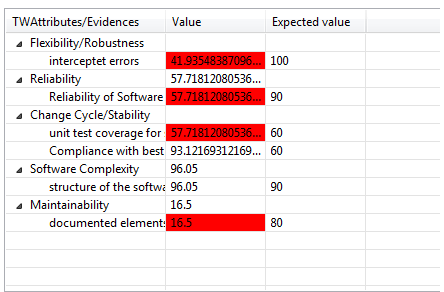 TWAttributes/Evidences Value Expected value
Flexibility/Robustness
interceptet errors 41.93548387096... 100
Reliability 57.71812080536...
Reliability of Software 57.71812080536... 90
Change Cycle/Stability
unit test coverage for 57.71812080536... 60
Compliance with best 93.12169312169... 60
Software Complexity 96.05
structure of the softwa 96.05 90
Maintainability 16.5
documented elements 16.5 80